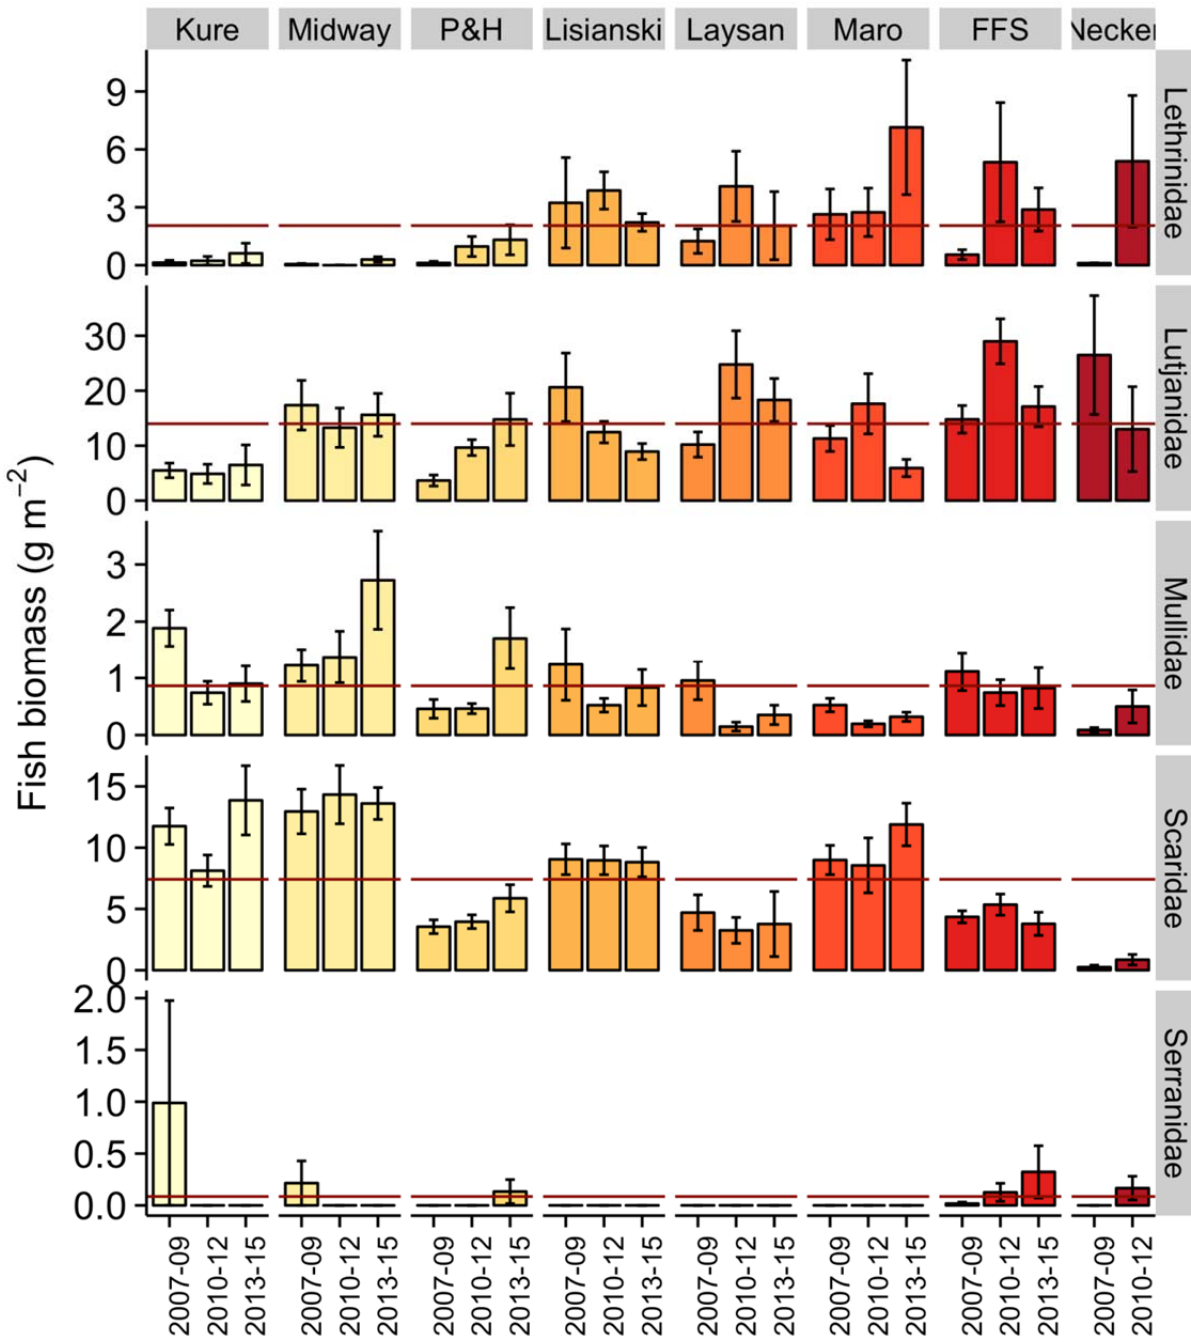 Kure Midway P&H Lisianski Laysan Maro FFS Necker
Fish biomass (g m⁻²)
9
6
3
0
Lethrinidae
30
20
10
0
Lutjanidae
3
2
1
0
Mullidae
15
10
5
0
Scaridae
2.0
1.5
1.0
0.5
0.0
Serranidae
2007-09 2010-12 2013-15 2007-09 2010-12 2013-15 2007-09 2010-12 2013-15 2007-09 2010-12 2013-15 2007-09 2010-12 2013-15 2007-09 2010-12 2013-15 2007-09 2010-12 2013-15 2007-09 2010-12